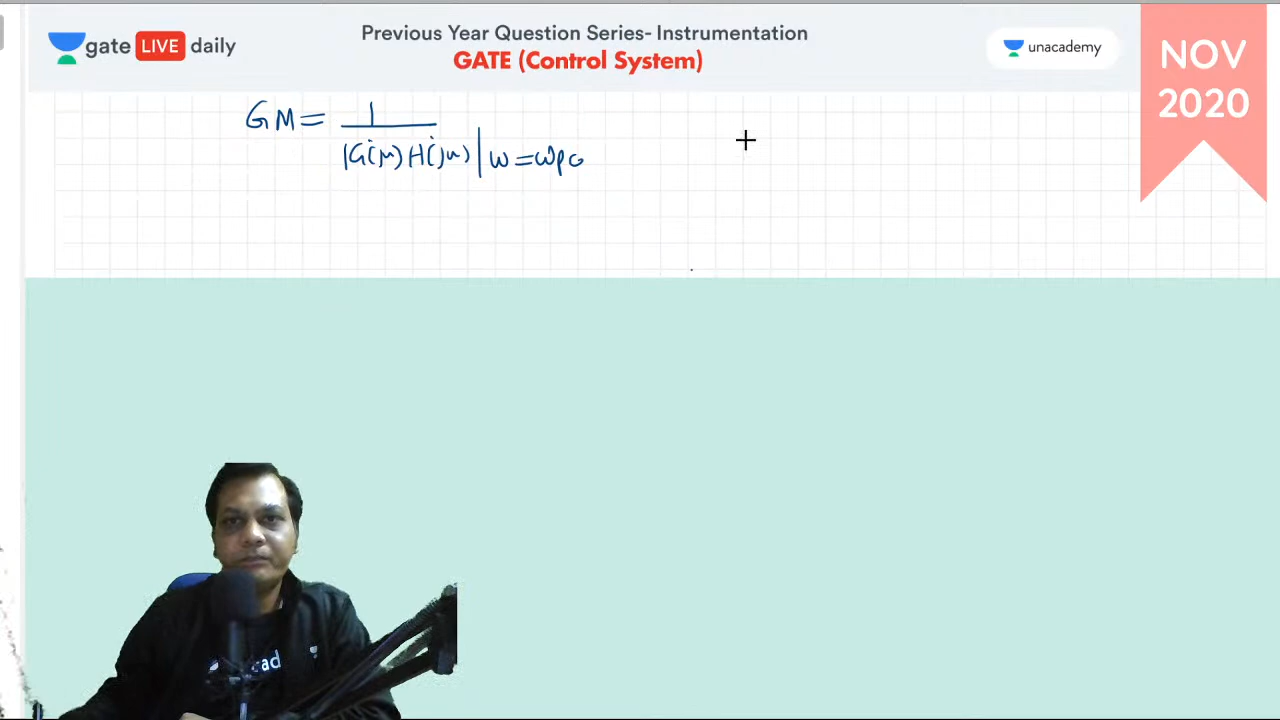 gate LIVE daily
Previous Year Question Series- Instrumentation
GATE (Control System)
unacademy
NOV
2020
GM = 1
|G(jω) H(jω)| ω = ωpc
cad